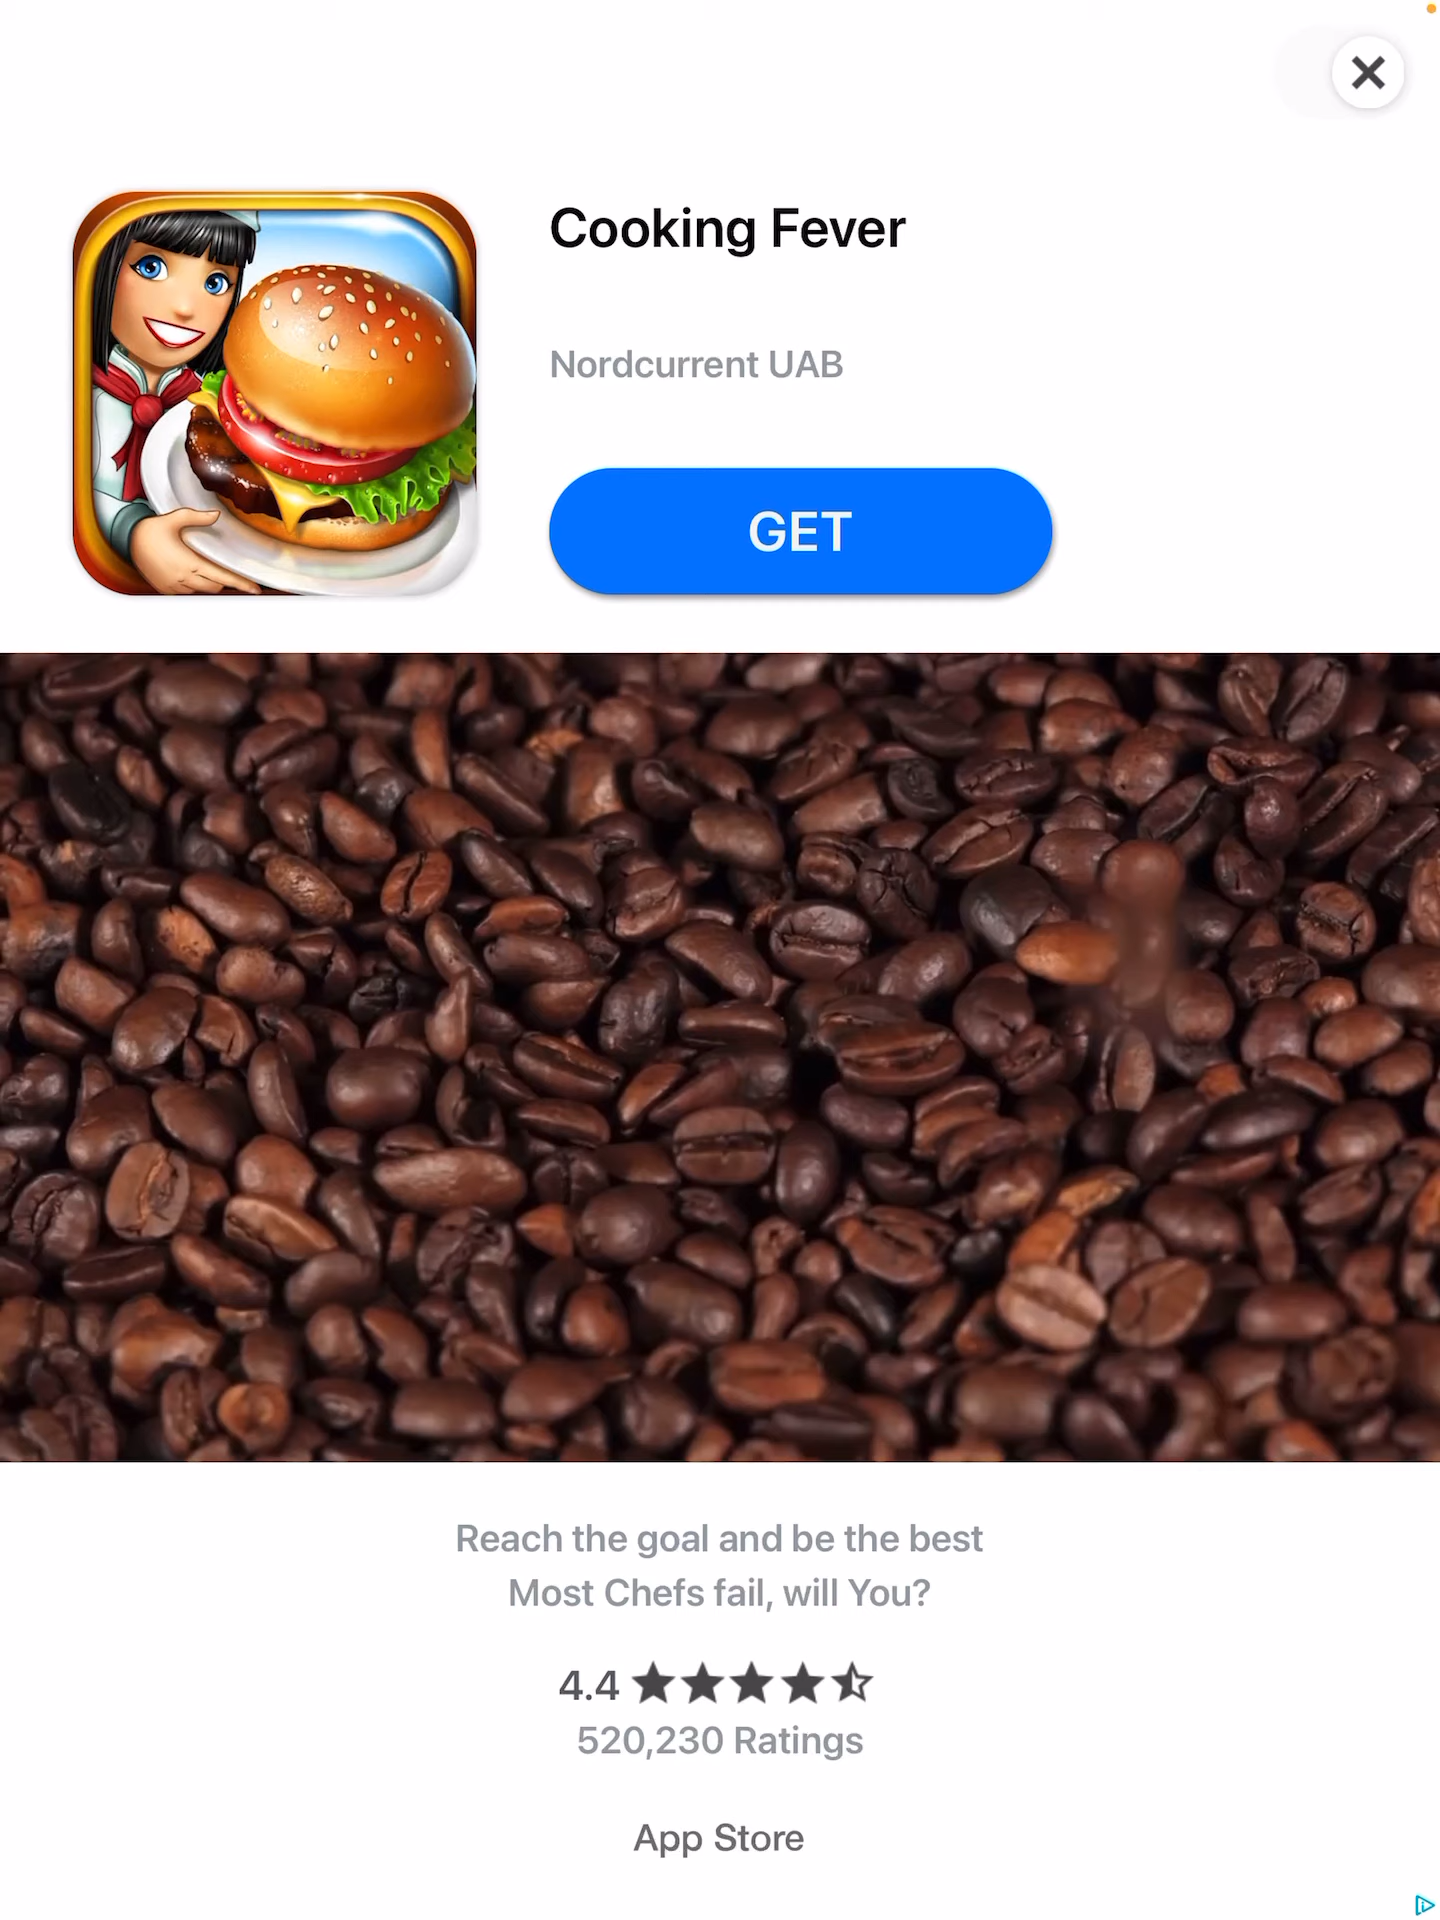 Cooking Fever
Nordcurrent UAB
GET
Reach the goal and be the best
Most Chefs fail, will You?
4.4
520,230 Ratings
App Store